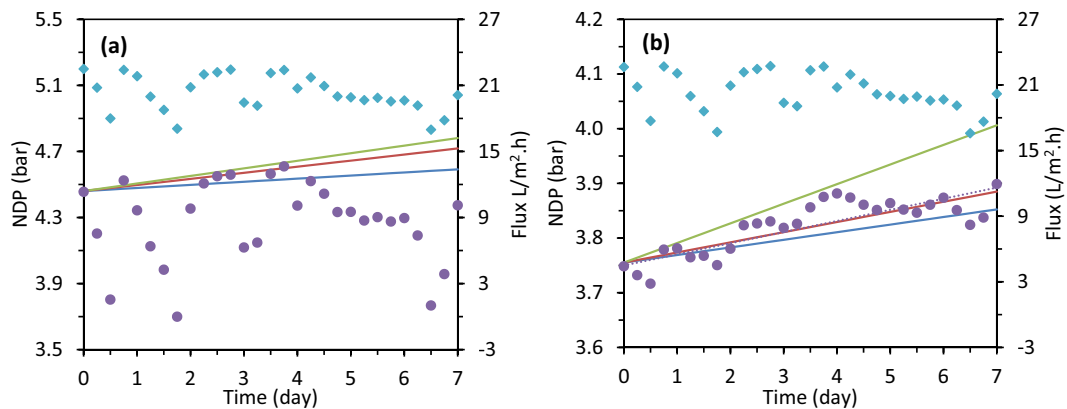 (a)
5.5
5.1
4.7
4.3
3.9
3.5
NDP (bar)
27
21
15
9
3
-3
Flux L/m².h)
0 1 2 3 4 5 6 7
Time (day)
(b)
4.2
4.1
4.0
3.9
3.8
3.7
3.6
NDP (bar)
27
21
15
9
3
-3
Flux L/m².h)
0 1 2 3 4 5 6 7
Time (day)